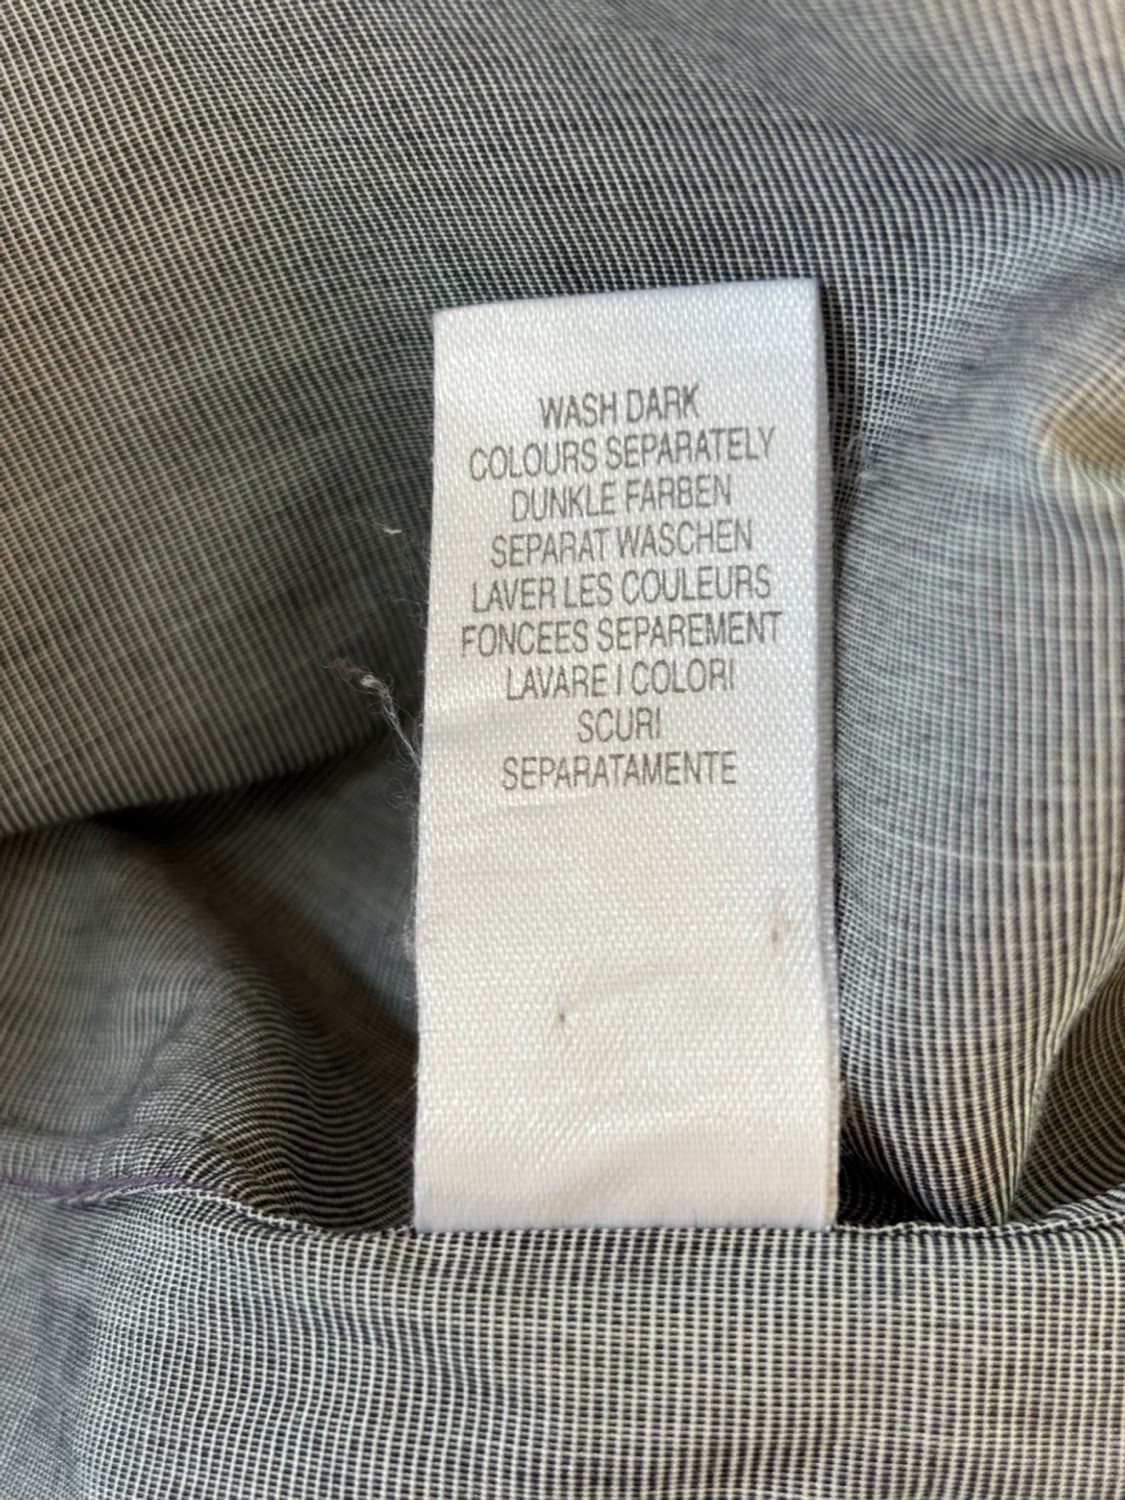 WASH DARK
COLOURS SEPARATELY
DUNKLE FARBEN
SEPARAT WASCHEN
LAVER LES COULEURS
FONCEES SEPAREMENT
LAVARE I COLORI
SCURI
SEPARATAMENTE